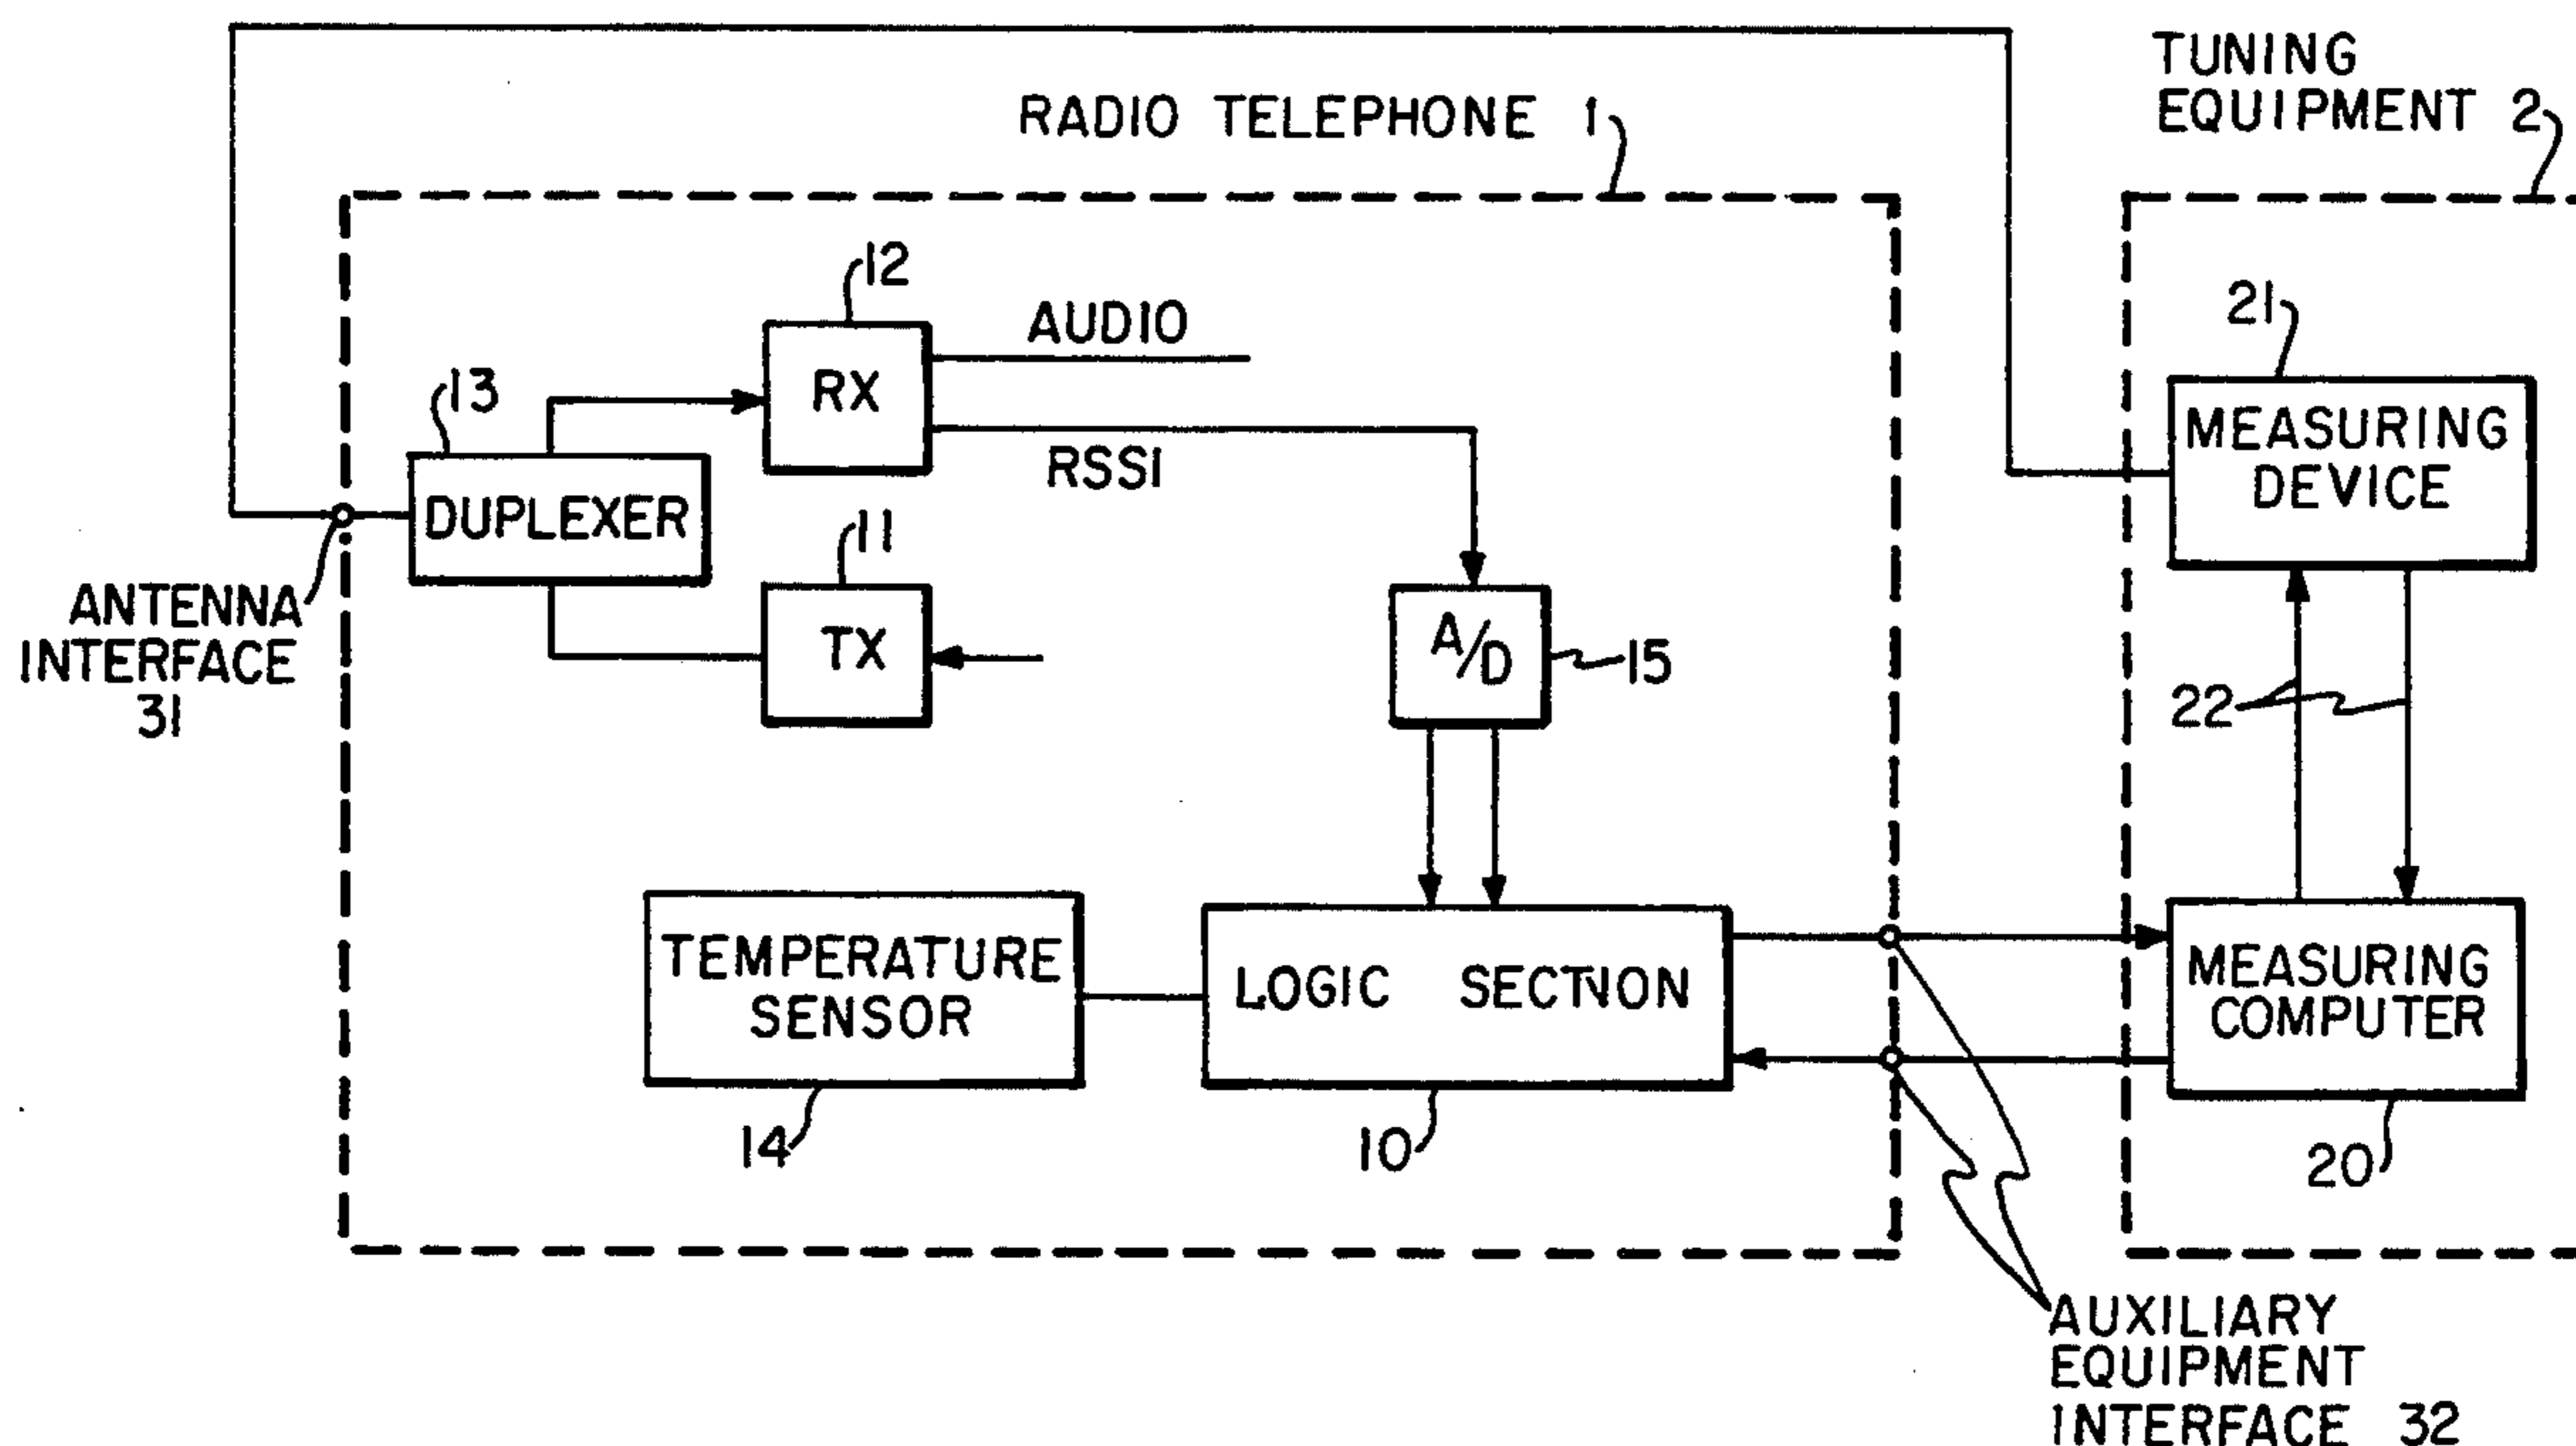 RADIO TELEPHONE 1
TUNING
EQUIPMENT 2
12
AUDIO
RX
RSSI
13
DUPLEXER
11
TX
ANTENNA
INTERFACE
31
A/D
15
21
MEASURING
DEVICE
22
TEMPERATURE
SENSOR
14
LOGIC SECTION
10
MEASURING
COMPUTER
20
AUXILIARY
EQUIPMENT
INTERFACE 32